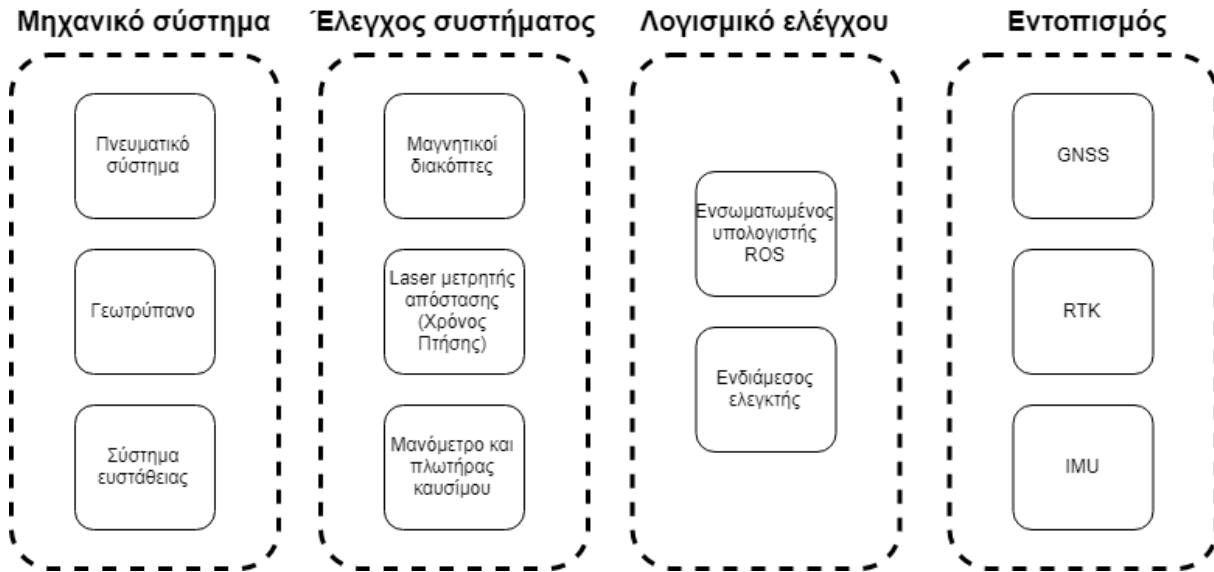 Μηχανικό σύστημα
Πνευματικό
σύστημα
Γεωτρύπανο
Σύστημα
ευστάθειας
Έλεγχος συστήματος
Μαγνητικοί
διακόπτες
Laser μετρητής
απόστασης
(Χρόνος
Πτήσης)
Μανόμετρο και
πλωτήρας
καυσίμου
Λογισμικό ελέγχου
Ενσωματωμένος
υπολογιστής
ROS
Ενδιάμεσος
ελεγκτής
Εντοπισμός
GNSS
RTK
IMU